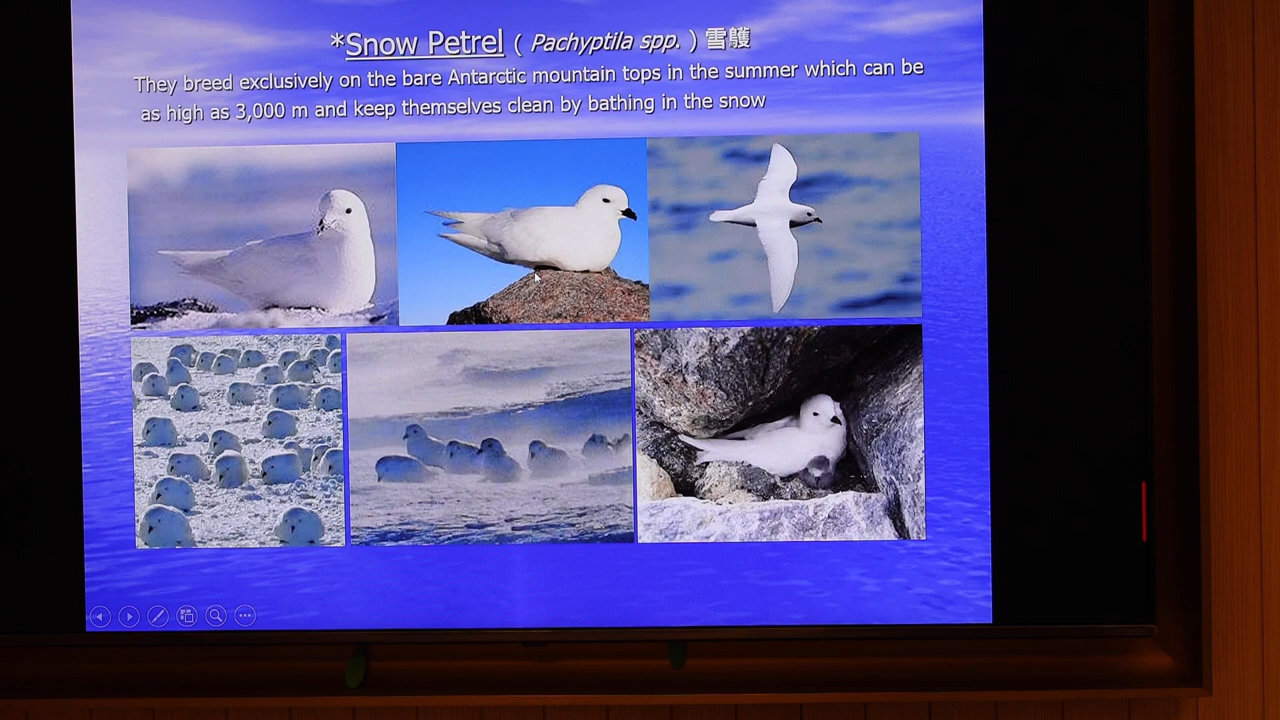 *Snow Petrel ( Pachyptila spp. ) 雪鸌
They breed exclusively on the bare Antarctic mountain tops in the summer which can be
as high as 3,000 m and keep themselves clean by bathing in the snow